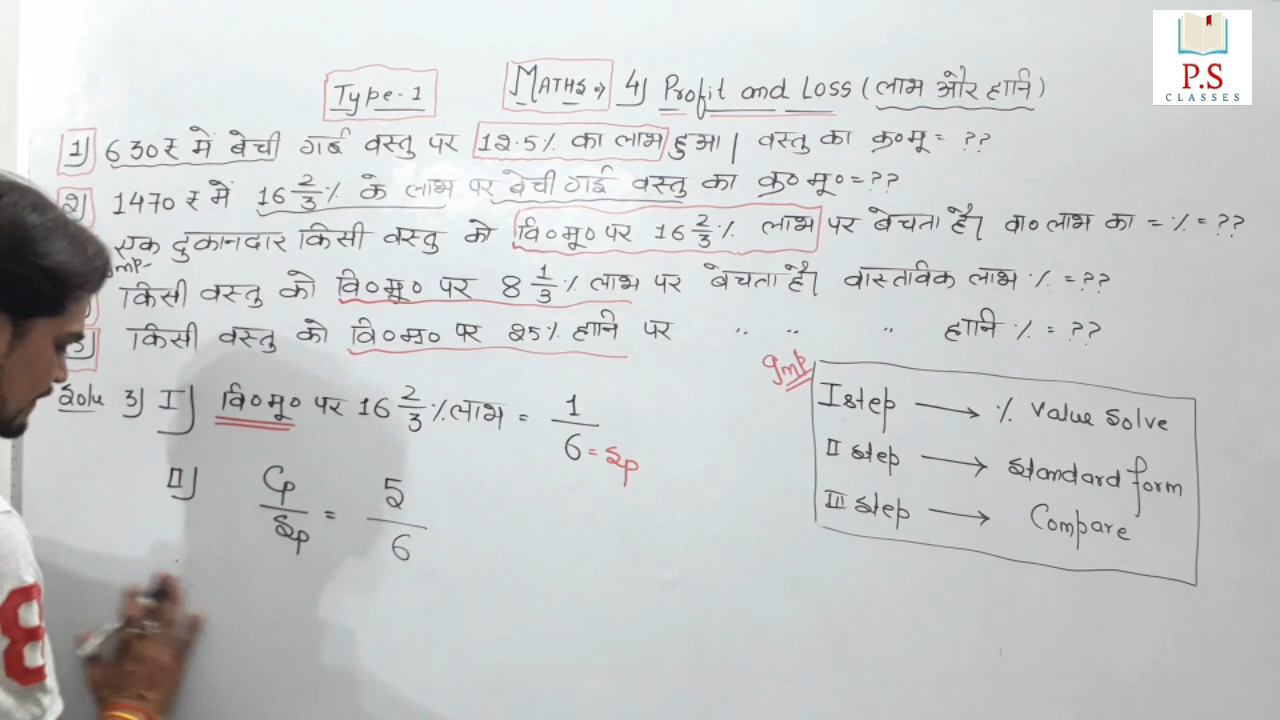 P.S
CLASSES
Type-1
MATHS → 4) Profit and Loss (लाभ और हानि)
1) 630₹ में बेची गई वस्तु पर 12.5% का लाभ हुआ | वस्तु का क्र०मू० = ??
2) 1470 ₹ में 16 2/3 % के लाभ पर बेची गई वस्तु का क्र० मू० = ??
एक दुकानदार किसी वस्तु को वि०मू० पर 16 2/3 % लाभ पर बेचता है| वा० लाभ का = % = ??
किसी वस्तु को वि०मू० पर 8 1/3 % लाभ पर बेचता है| वास्तविक लाभ % = ??
5) किसी वस्तु को वि०मू० पर 25% हानि पर " " " हानि % = ??
Solu 3) I) वि०मू० पर 16 2/3 % लाभ = 1/6 = SP
II) CP/SP = 5/6
Imp
I step → % Value Solve
II step → Standard form
III step → Compare
8